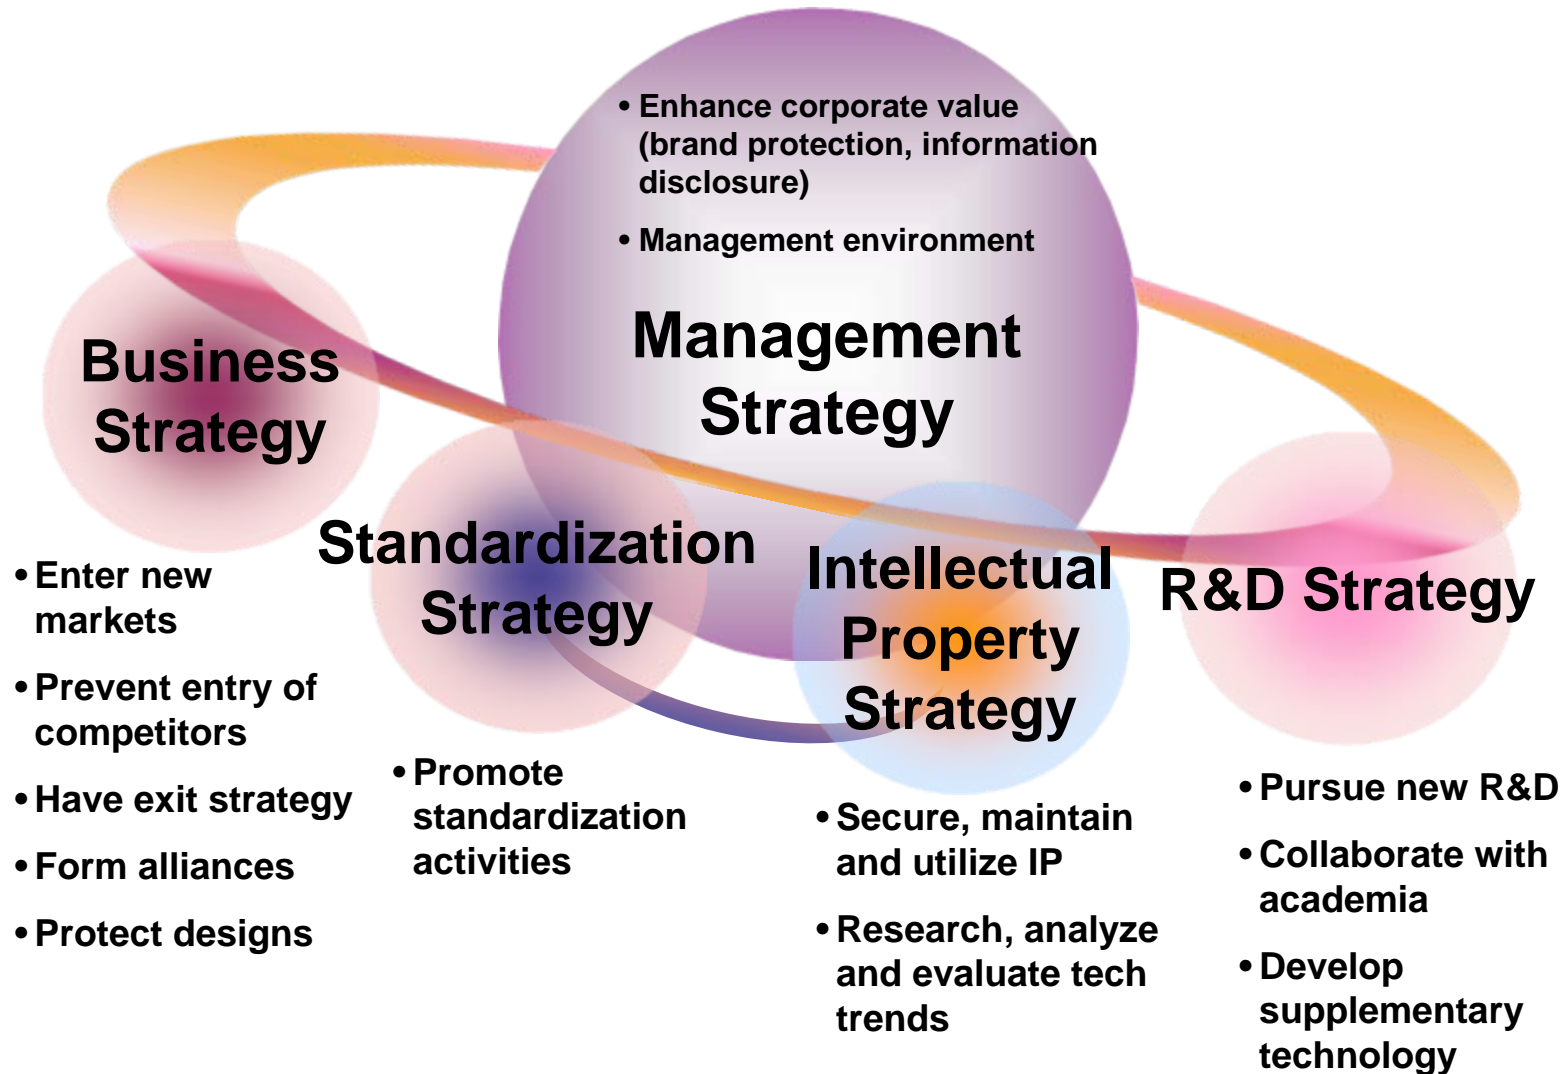 • Enhance corporate value
(brand protection, information
disclosure)
• Management environment
Management
Strategy
Business
Strategy
• Enter new
markets
• Prevent entry of
competitors
• Have exit strategy
• Form alliances
• Protect designs
Standardization
Strategy
• Promote
standardization
activities
Intellectual
Property
Strategy
• Secure, maintain
and utilize IP
• Research, analyze
and evaluate tech
trends
R&D Strategy
• Pursue new R&D
• Collaborate with
academia
• Develop
supplementary
technology